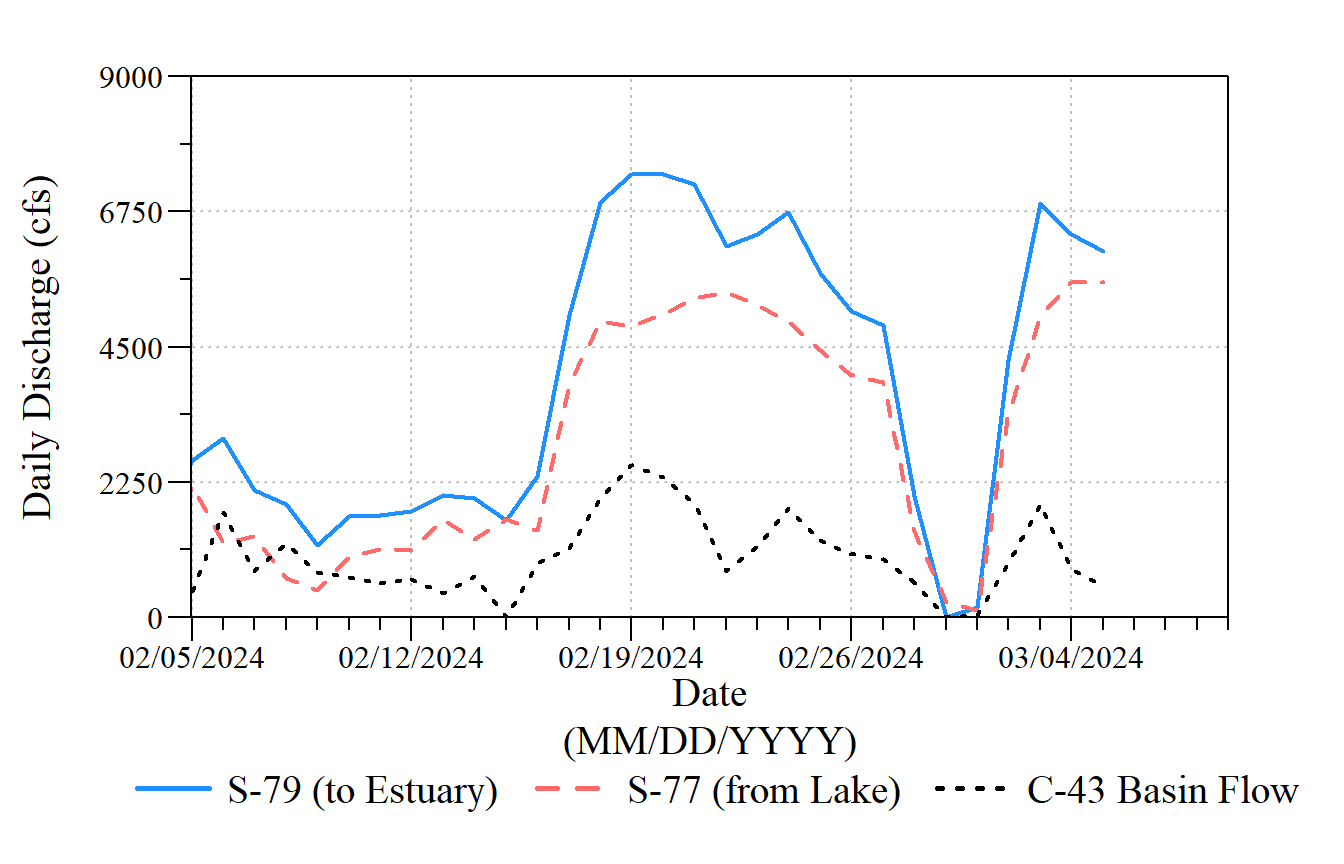 9000
6750
4500
2250
0
Daily Discharge (cfs)
02/05/2024 02/12/2024 02/19/2024 02/26/2024 03/04/2024
Date
(MM/DD/YYYY)
S-79 (to Estuary) S-77 (from Lake) C-43 Basin Flow